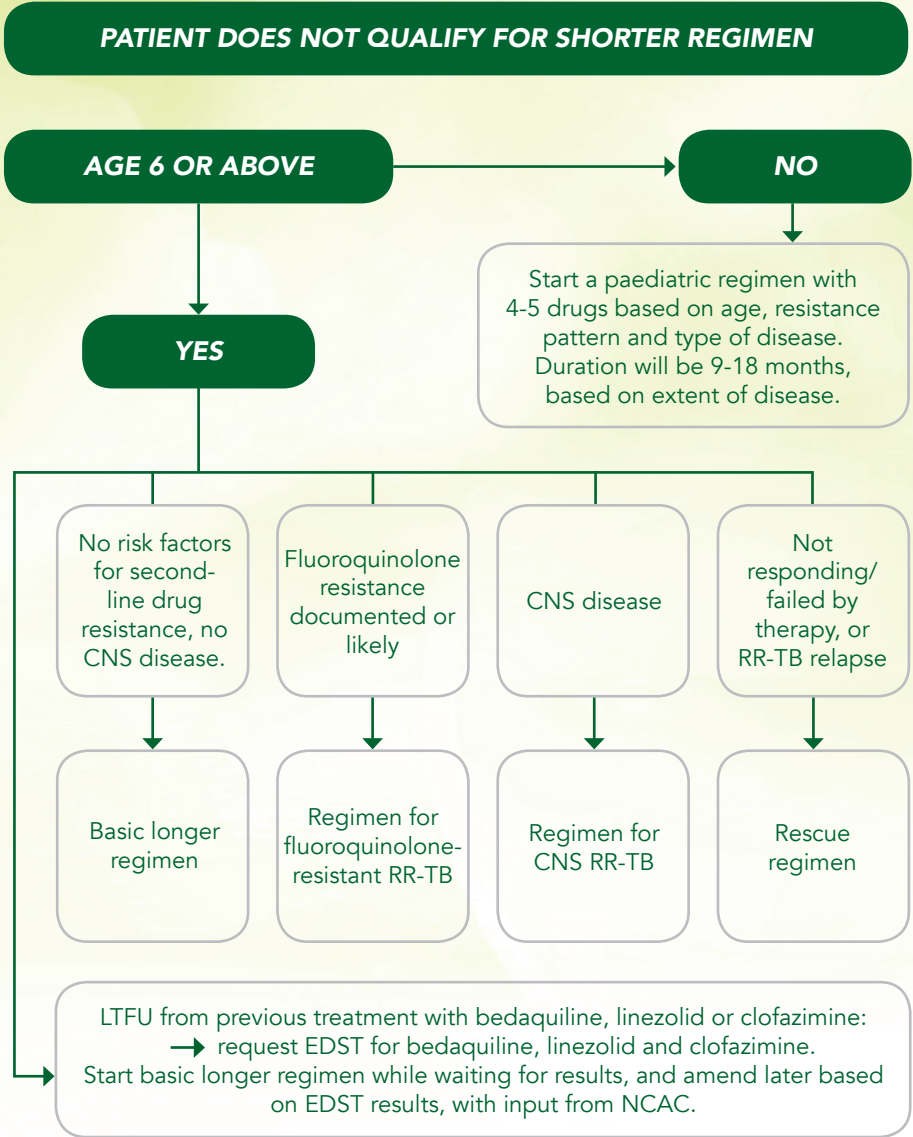 PATIENT DOES NOT QUALIFY FOR SHORTER REGIMEN
AGE 6 OR ABOVE
NO
Start a paediatric regimen with
4-5 drugs based on age, resistance
pattern and type of disease.
Duration will be 9-18 months,
based on extent of disease.
YES
No risk factors
for second-
line drug
resistance, no
CNS disease.
Fluoroquinolone
resistance
documented or
likely
CNS disease
Not
responding/
failed by
therapy, or
RR-TB relapse
Basic longer
regimen
Regimen for
fluoroquinolone-
resistant RR-TB
Regimen for
CNS RR-TB
Rescue
regimen
LTFU from previous treatment with bedaquiline, linezolid or clofazimine:
request EDST for bedaquiline, linezolid and clofazimine.
Start basic longer regimen while waiting for results, and amend later based
on EDST results, with input from NCAC.